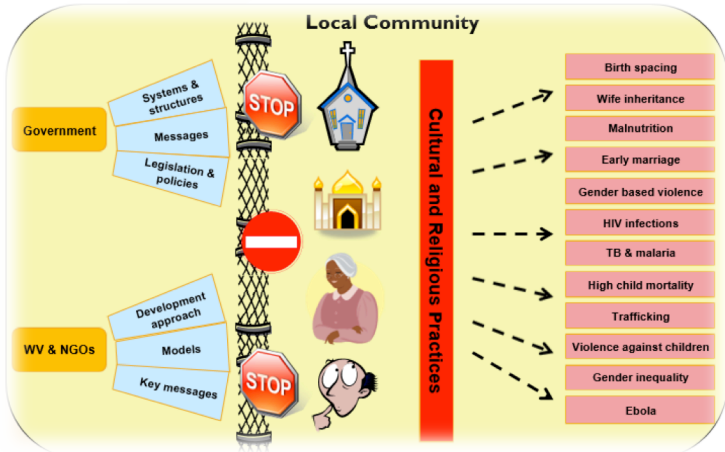 Local Community
Government
Systems &
structures
Messages
Legislation &
policies
WV & NGOs
Development
approach
Models
Key messages
STOP
STOP
Cultural and Religious Practices
Birth spacing
Wife inheritance
Malnutrition
Early marriage
Gender based violence
HIV infections
TB & malaria
High child mortality
Trafficking
Violence against children
Gender inequality
Ebola